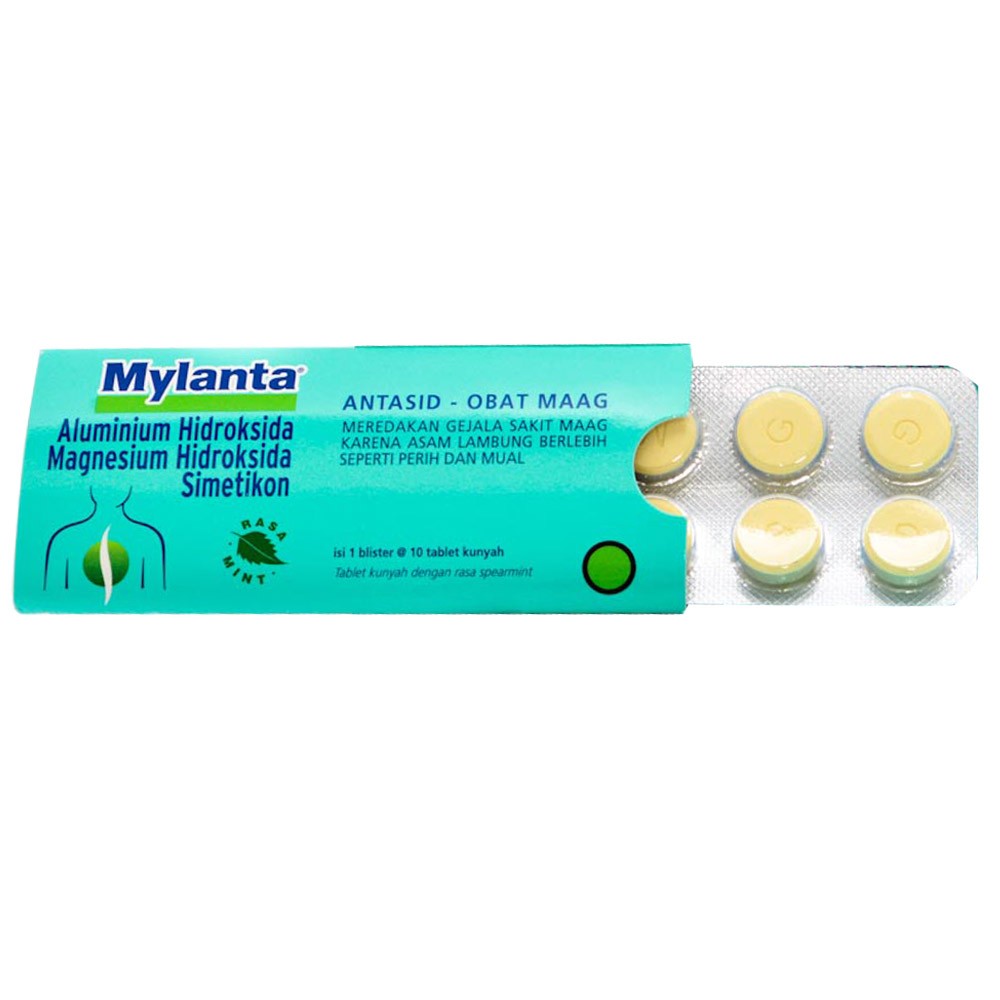 Mylanta®
Aluminium Hidroksida
Magnesium Hidroksida
Simetikon
RASA
MINT
ANTASID - OBAT MAAG
MEREDAKAN GEJALA SAKIT MAAG
KARENA ASAM LAMBUNG BERLEBIH
SEPERTI PERIH DAN MUAL
isi 1 blister @ 10 tablet kunyah
Tablet kunyah dengan rasa spearmint
G
G